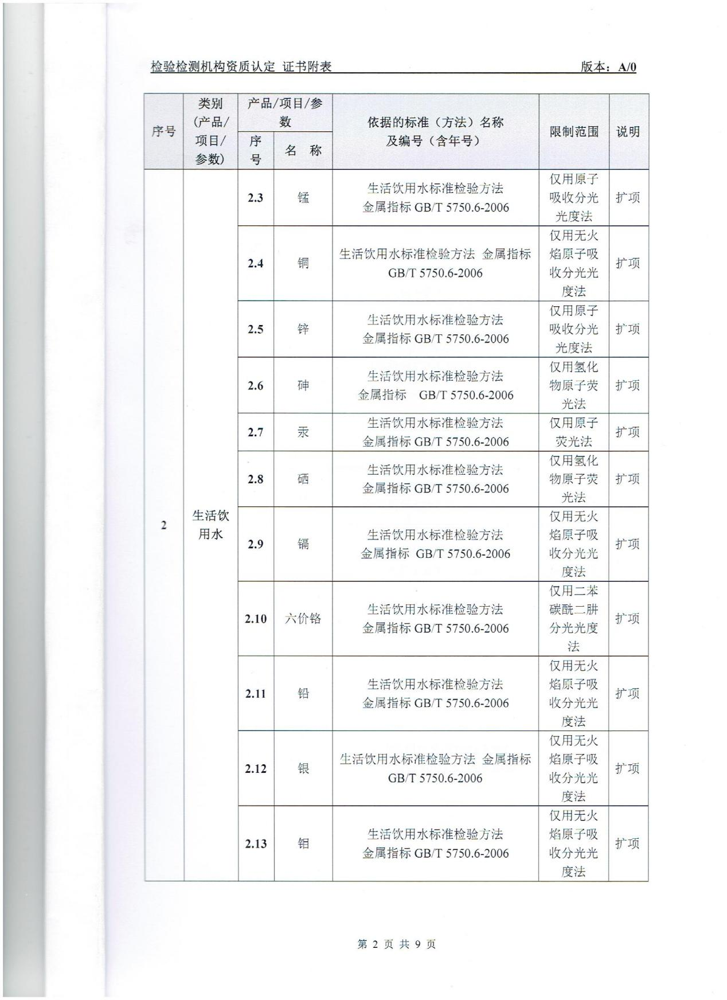 检验检测机构资质认定 证书附表 版本：A/0
序号
类别
(产品/
项目/
参数)
产品/项目/参
数
序
号
名 称
依据的标准（方法）名称
及编号（含年号）
限制范围
说明
2
生活饮
用水
2.3
锰
生活饮用水标准检验方法
金属指标 GB/T 5750.6-2006
仅用原子
吸收分光
光度法
扩项
2.4
铜
生活饮用水标准检验方法 金属指标
GB/T 5750.6-2006
仅用无火
焰原子吸
收分光光
度法
扩项
2.5
锌
生活饮用水标准检验方法
金属指标 GB/T 5750.6-2006
仅用原子
吸收分光
光度法
扩项
2.6
砷
生活饮用水标准检验方法
金属指标 GB/T 5750.6-2006
仅用氢化
物原子荧
光法
扩项
2.7
汞
生活饮用水标准检验方法
金属指标 GB/T 5750.6-2006
仅用原子
荧光法
扩项
2.8
硒
生活饮用水标准检验方法
金属指标 GB/T 5750.6-2006
仅用氢化
物原子荧
光法
扩项
2.9
镉
生活饮用水标准检验方法
金属指标 GB/T 5750.6-2006
仅用无火
焰原子吸
收分光光
度法
扩项
2.10
六价铬
生活饮用水标准检验方法
金属指标 GB/T 5750.6-2006
仅用二苯
碳酰二肼
分光光度
法
扩项
2.11
铅
生活饮用水标准检验方法
金属指标 GB/T 5750.6-2006
仅用无火
焰原子吸
收分光光
度法
扩项
2.12
银
生活饮用水标准检验方法 金属指标
GB/T 5750.6-2006
仅用无火
焰原子吸
收分光光
度法
扩项
2.13
钼
生活饮用水标准检验方法
金属指标 GB/T 5750.6-2006
仅用无火
焰原子吸
收分光光
度法
扩项
第 2 页 共 9 页